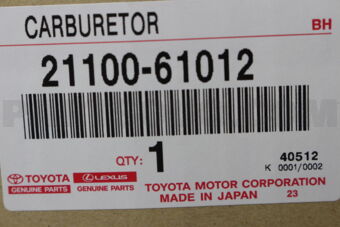 CARBURETOR BH
21100-61012
QTY: 1 40512
K 0001/0002
TOYOTA LEXUS TOYOTA MOTOR CORPORATION
GENUINE PARTS GENUINE PARTS MADE IN JAPAN 23